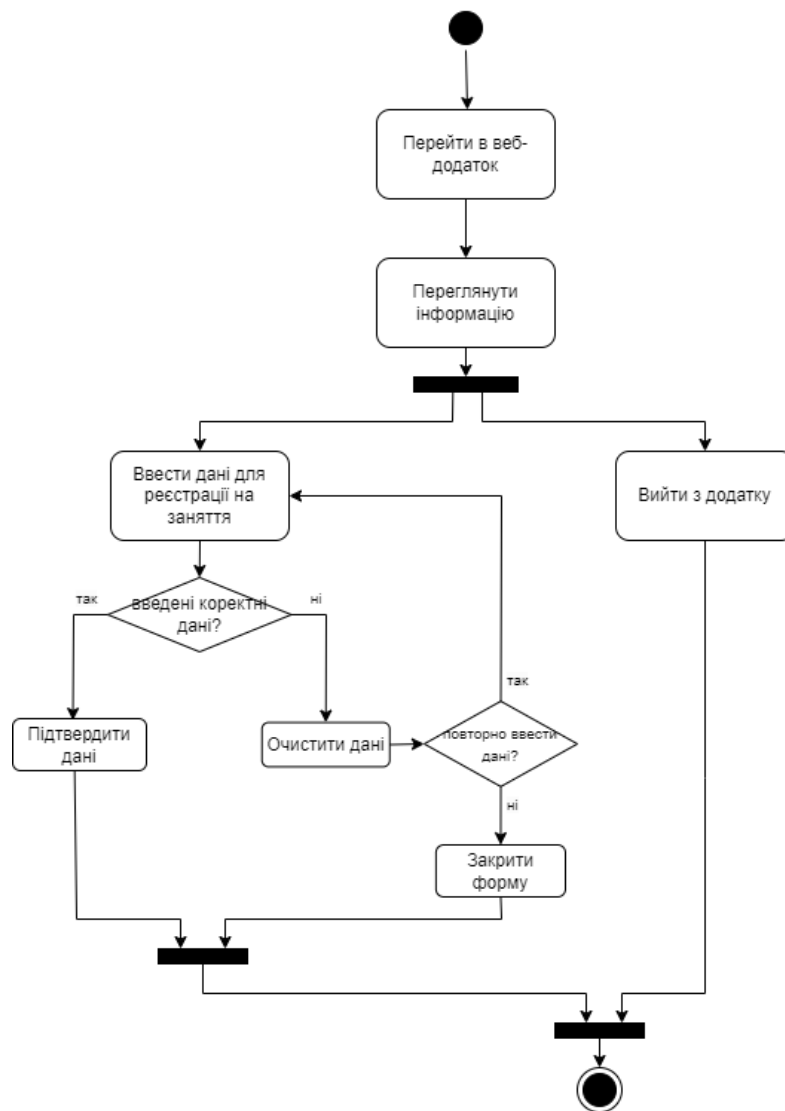 Перейти в веб-
додаток
Переглянути
інформацію
Ввести дані для
реєстрації на
заняття
Вийти з додатку
так
введені коректні
дані?
ні
так
Підтвердити
дані
Очистити дані
повторно ввести
дані?
ні
Закрити
форму